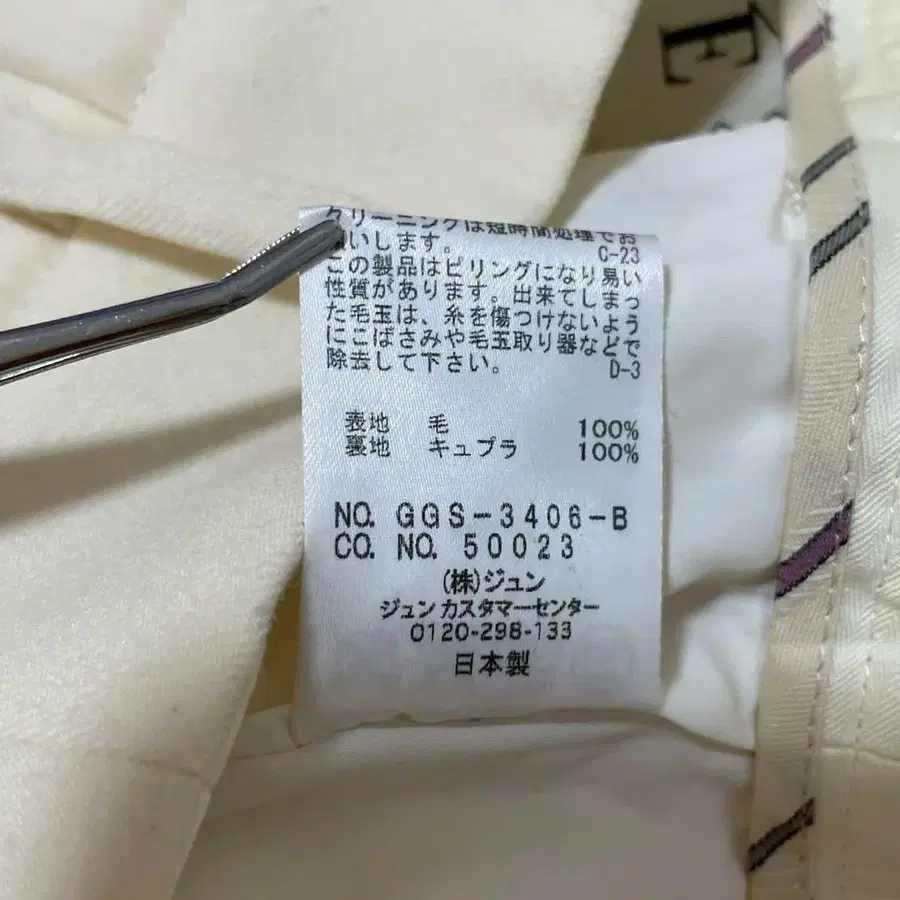 クリーニングは短時間処理でお
いします。 C-23
この製品はピリングになり易い
性質があります。出来てしまっ
た毛玉は、糸を傷つけないよう
にこばさみや毛玉取り器などで
除去して下さい。 D-3
表地 毛 100%
裏地 キュプラ 100%
NO. GGS-3406-B
CO. NO. 50023
(株)ジュン
ジュン カスタマーセンター
0120-298-133
日本製